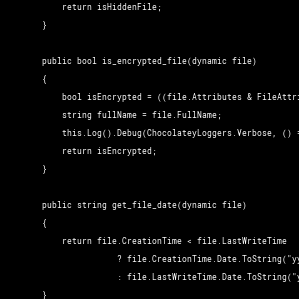 return isHiddenFile;
}
public bool is_encrypted_file(dynamic file)
{
bool isEncrypted = ((file.Attributes & FileAttri
string fullName = file.FullName;
this.Log().Debug(ChocolateyLoggers.Verbose, () =
return isEncrypted;
}
public string get_file_date(dynamic file)
{
return file.CreationTime < file.LastWriteTime
? file.CreationTime.Date.ToString("yy
: file.LastWriteTime.Date.ToString("y
}